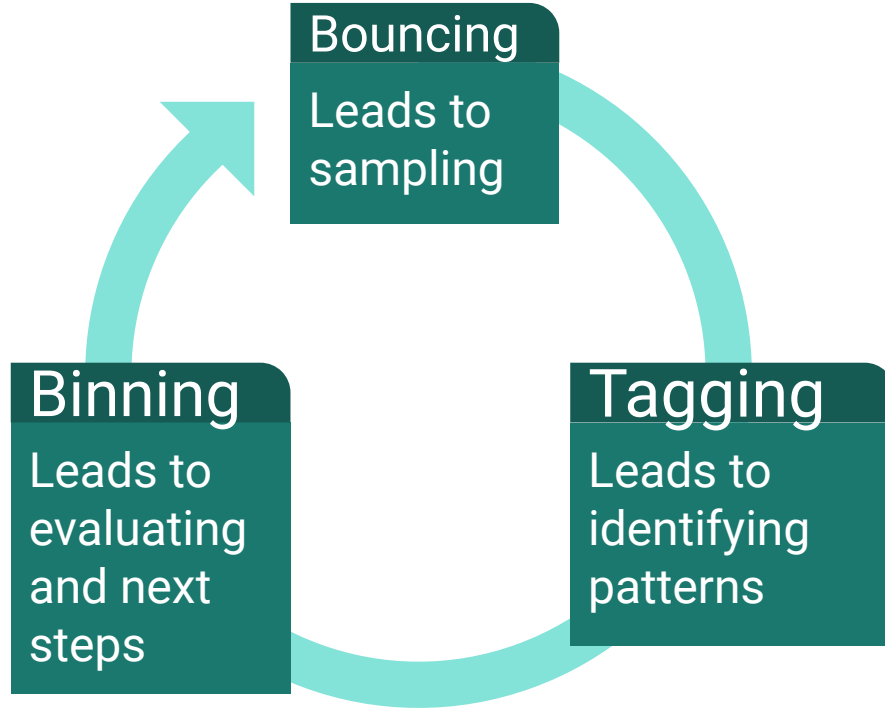 Bouncing
Leads to
sampling
Tagging
Leads to
identifying
patterns
Binning
Leads to
evaluating
and next
steps